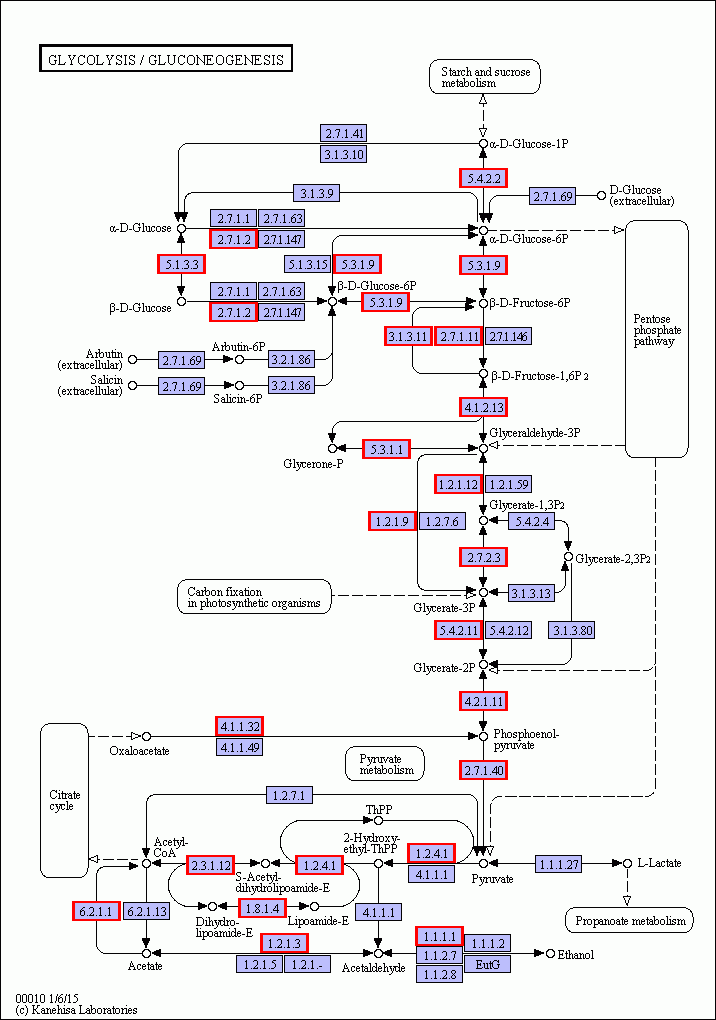 GLYCOLYSIS / GLUCONEOGENESIS
Starch and sucrose
metabolism
2.7.1.41
3.1.3.10
α-D-Glucose-1P
5.4.2.2
3.1.3.9
2.7.1.69
D-Glucose
(extracellular)
α-D-Glucose
2.7.1.1
2.7.1.63
2.7.1.2
2.7.1.147
α-D-Glucose-6P
5.1.3.3
5.1.3.15
5.3.1.9
5.3.1.9
β-D-Glucose-6P
β-D-Glucose
2.7.1.1
2.7.1.63
2.7.1.2
2.7.1.147
5.3.1.9
β-D-Fructose-6P
3.1.3.11
2.7.1.11
2.7.1.146
Pentose
phosphate
pathway
Arbutin
(extracellular)
2.7.1.69
Arbutin-6P
3.2.1.86
Salicin
(extracellular)
2.7.1.69
Salicin-6P
3.2.1.86
β-D-Fructose-1,6P2
4.1.2.13
Glyceraldehyde-3P
Glycerone-P
5.3.1.1
1.2.1.12
1.2.1.59
Glycerate-1,3P2
1.2.1.9
1.2.7.6
5.4.2.4
2.7.2.3
Glycerate-2,3P2
Carbon fixation
in photosynthetic organisms
3.1.3.13
Glycerate-3P
5.4.2.11
5.4.2.12
3.1.3.80
Glycerate-2P
4.2.1.11
4.1.1.32
4.1.1.49
Oxaloacetate
Phosphoenol-
pyruvate
Pyruvate
metabolism
2.7.1.40
Citrate
cycle
1.2.7.1
ThPP
Acetyl-
CoA
2-Hydroxy-
ethyl-ThPP
2.3.1.12
S-Acetyl-
dihydrolipoamide-E
1.2.4.1
1.2.4.1
4.1.1.1
Pyruvate
1.1.1.27
L-Lactate
6.2.1.1
6.2.1.13
Dihydro-
lipoamide-E
1.8.1.4
Lipoamide-E
4.1.1.1
Propanoate metabolism
1.2.1.3
1.2.1.5
1.2.1.-
Acetate
Acetaldehyde
1.1.1.1
1.1.1.2
1.1.2.7
EutG
1.1.2.8
Ethanol
00010 1/6/15
(c) Kanehisa Laboratories